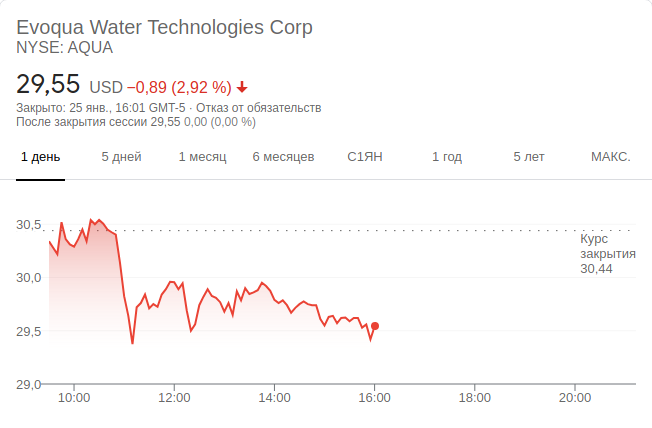 Evoqua Water Technologies Corp
NYSE: AQUA
29,55 USD −0,89 (2,92 %)
Закрыто: 25 янв., 16:01 GMT-5 · Отказ от обязательств
После закрытия сессии 29,55 0,00 (0,00 %)
1 день 5 дней 1 месяц 6 месяцев С1ЯН 1 год 5 лет МАКС.
30,5
Курс
закрытия
30,44
30,0
29,5
29,0
10:00 12:00 14:00 16:00 18:00 20:00